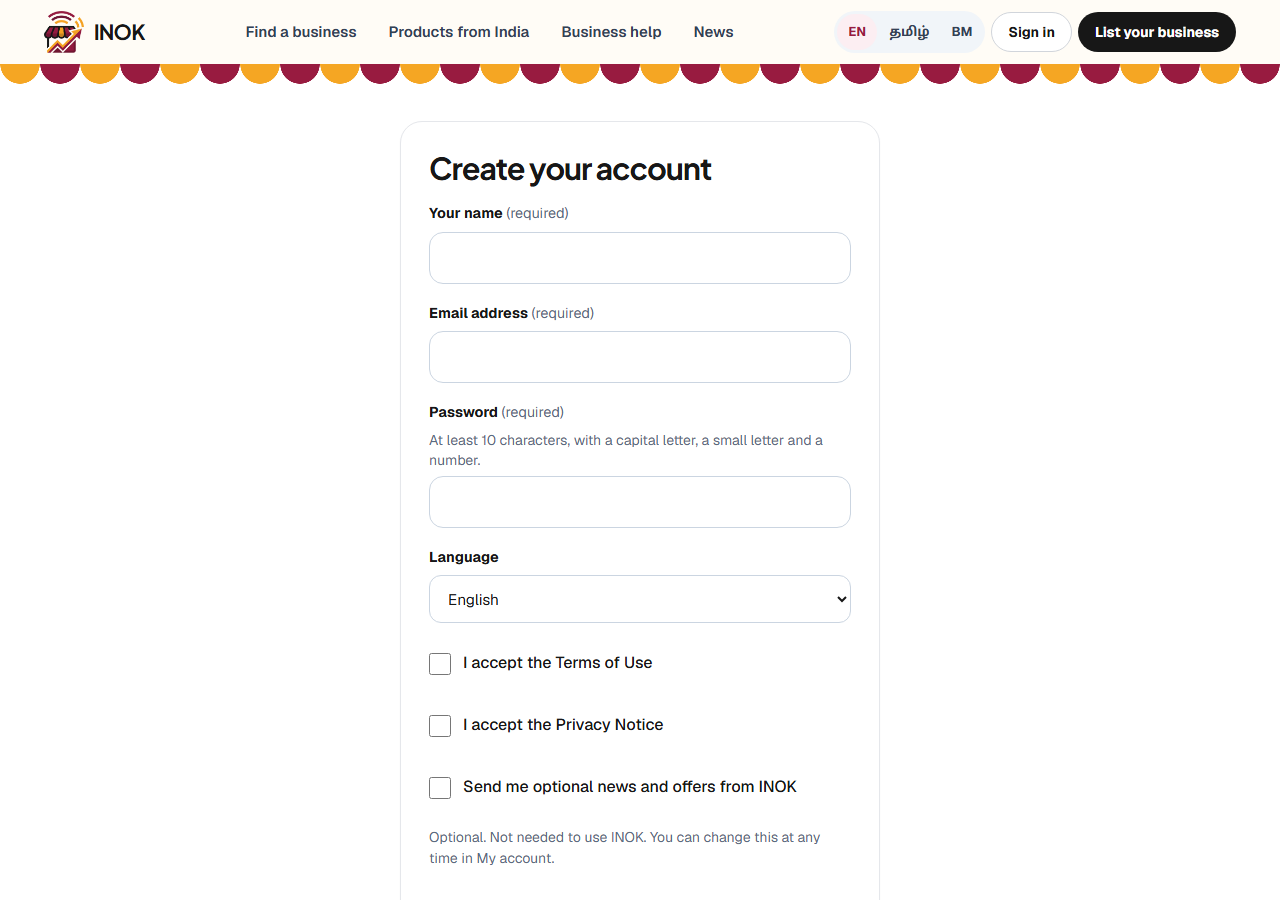 INOK
Find a business
Products from India
Business help
News
EN
தமிழ்
BM
Sign in
List your business
Create your account
Your name (required)
Email address (required)
Password (required)
At least 10 characters, with a capital letter, a small letter and a
number.
Language
English
I accept the Terms of Use
I accept the Privacy Notice
Send me optional news and offers from INOK
Optional. Not needed to use INOK. You can change this at any
time in My account.